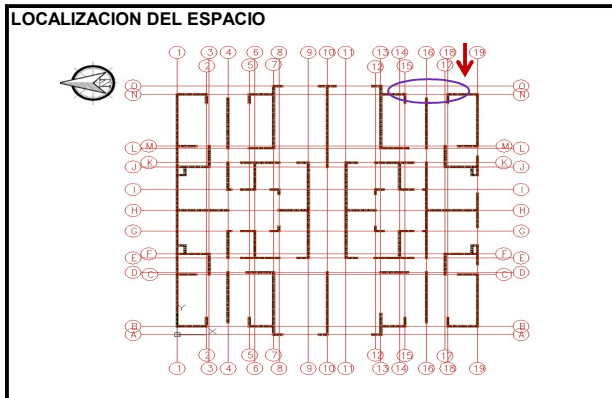 LOCALIZACION DEL ESPACIO
1 3 4 6 8 9 10 11 13 14 16 18 19
2 5 7 12 15 17
O O
N N
M M
L L
K K
J J
I I
H H
G G
F F
E E
D D
C C
B B
A A
Y
X
2 5 7 12 15 17
1 3 4 6 8 9 10 11 13 14 16 18 19